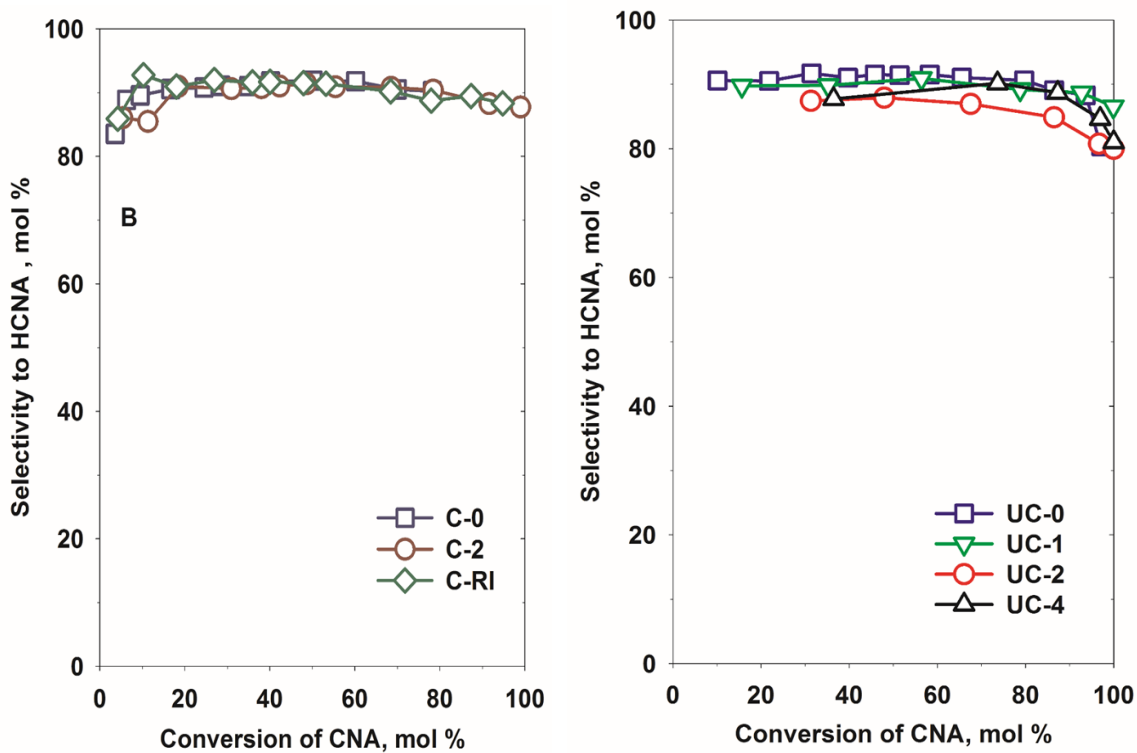 100
80
60
40
20
0
Selectivity to HCNA , mol %
B
C-0
C-2
C-RI
0 20 40 60 80 100
Conversion of CNA, mol %
100
80
60
40
20
0
Selectivity to HCNA, mol %
UC-0
UC-1
UC-2
UC-4
0 20 40 60 80 100
Conversion of CNA, mol %